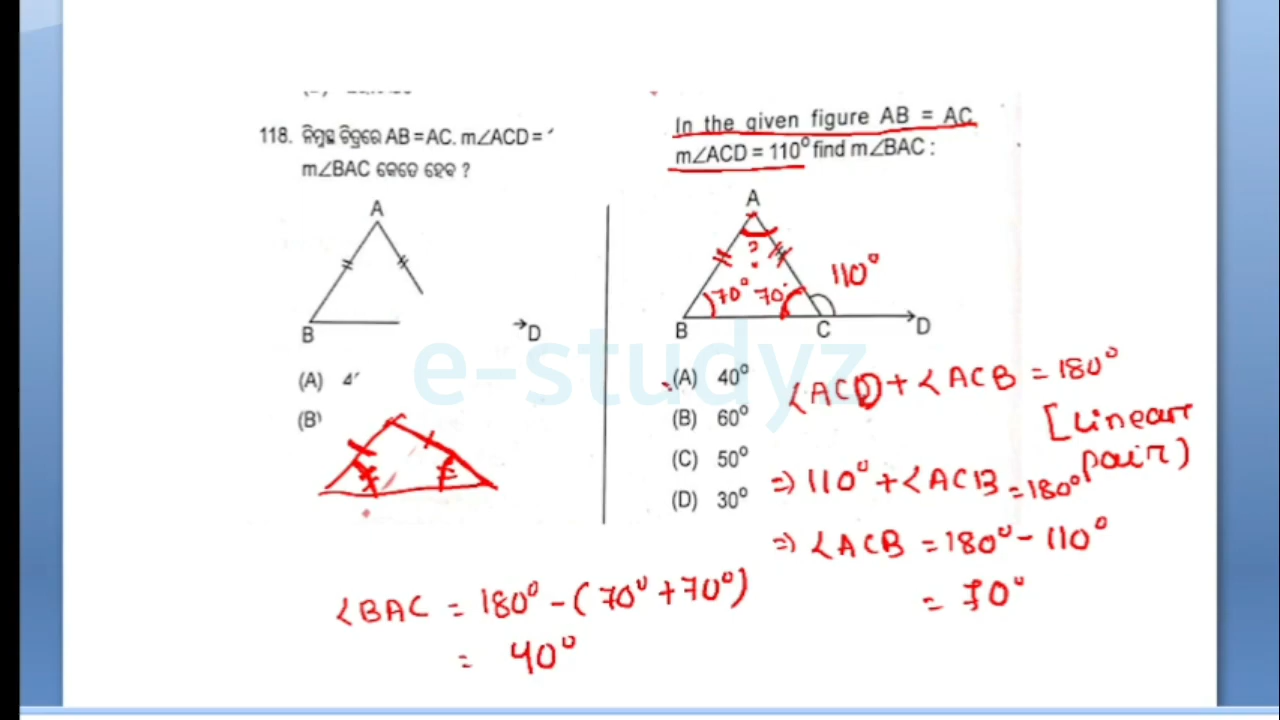 118. ନିମ୍ନସ୍ଥ ଚିତ୍ରରେ AB = AC. m∠ACD =
m∠BAC କେତେ ହେବ ?
A
B
D
(A) 4
(B)
In the given figure AB = AC
m∠ACD = 110° find m∠BAC :
A
?
110°
70° 70°
B
C
D
(A) 40°
(B) 60°
(C) 50°
(D) 30°
e-studyz
∠ACD + ∠ACB = 180°
[Linear
pair)
⇒ 110° + ∠ACB = 180°
⇒ ∠ACB = 180° - 110°
= 70°
∠BAC = 180° - (70° + 70°)
= 40°